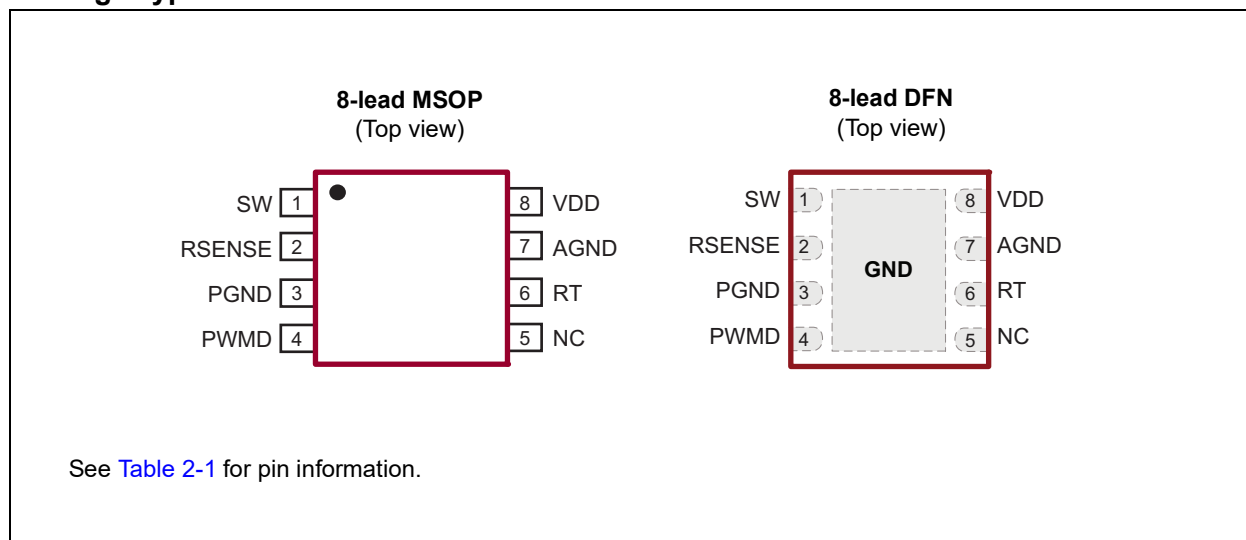 8-lead MSOP
(Top view)
SW 1
RSENSE 2
PGND 3
PWMD 4
8 VDD
7 AGND
6 RT
5 NC
8-lead DFN
(Top view)
SW 1
RSENSE 2
PGND 3
PWMD 4
GND
8 VDD
7 AGND
6 RT
5 NC
See Table 2-1 for pin information.